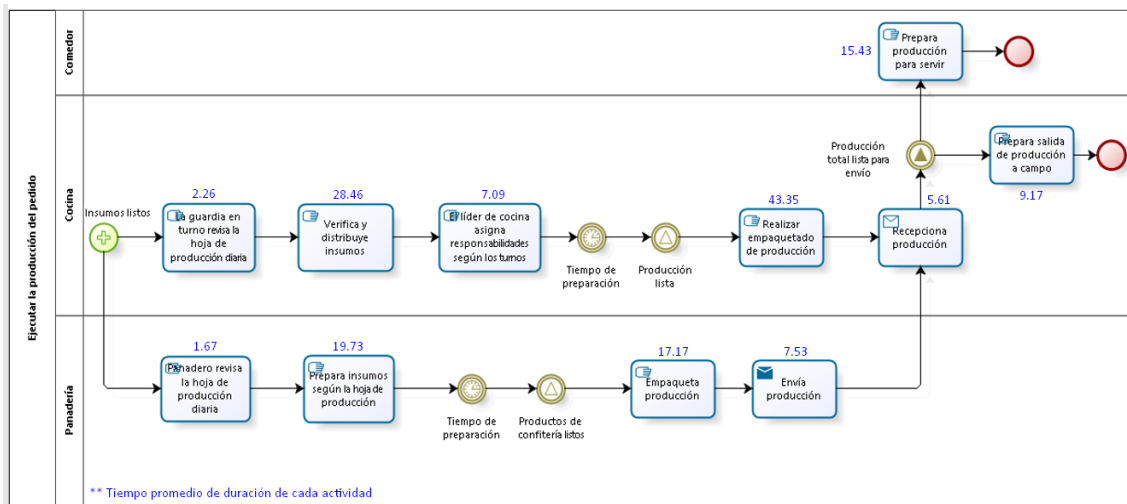 Ejecutar la producción del pedido
Comedor
15.43
Prepara
producción
para servir
Cocina
Insumos listos
2.26
La guardia en
turno revisa la
hoja de
producción diaria
28.46
Verifica y
distribuye
insumos
7.09
El líder de cocina
asigna
responsabilidades
según los turnos
Tiempo de
preparación
Producción
lista
43.35
Realizar
empaquetado
de producción
5.61
Recepciona
producción
Producción
total lista para
envío
Prepara salida
de producción
a campo
9.17
Panadería
1.67
Panadero revisa
la hoja de
producción
diaria
19.73
Prepara insumos
según la hoja de
producción
Tiempo de
preparación
Productos de
confitería listos
17.17
Empaqueta
producción
7.53
Envía
producción
** Tiempo promedio de duración de cada actividad